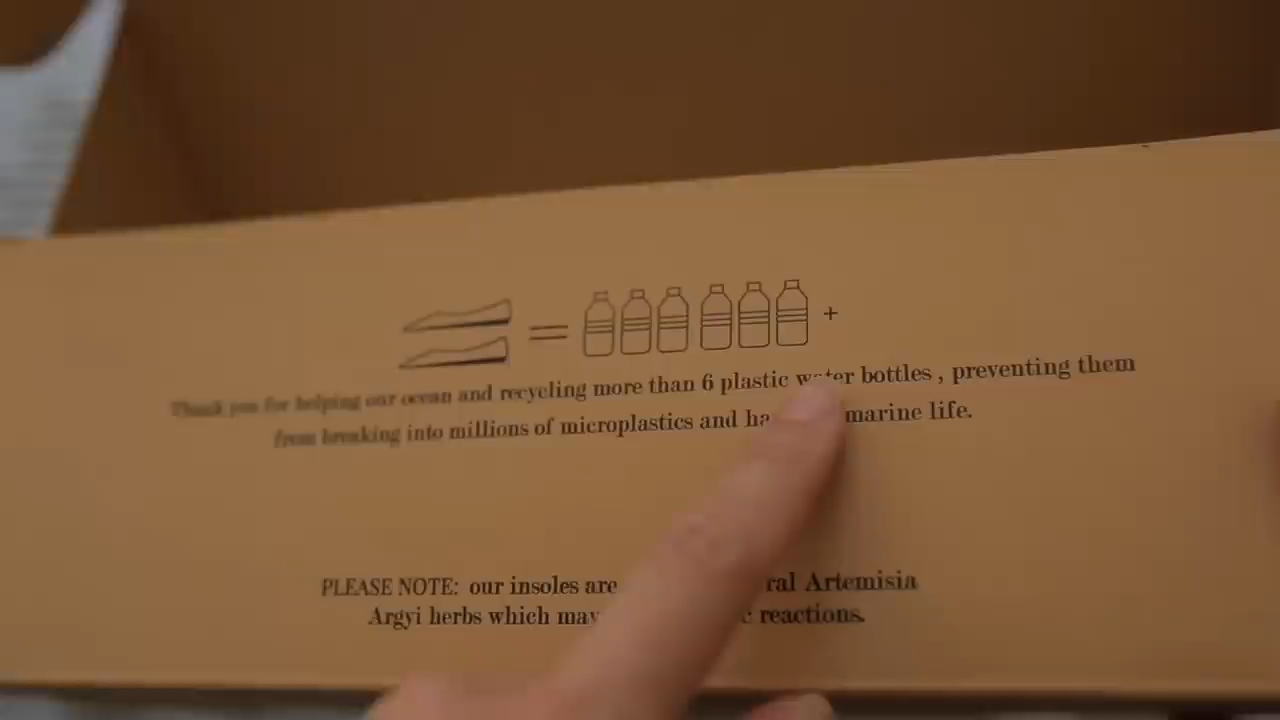 = +
Thank you for helping our ocean and recycling more than 6 plastic water bottles , preventing them
from breaking into millions of microplastics and marine life.
PLEASE NOTE: our insoles are Artemisia
Argyi herbs which may reactions.